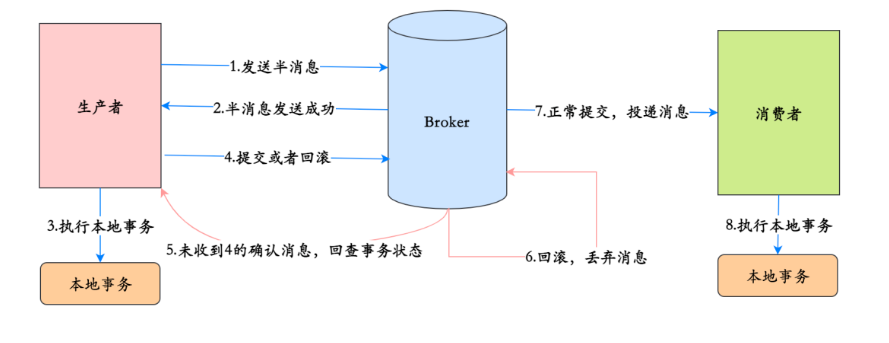 1.发送半消息
生产者
2.半消息发送成功
Broker
7.正常提交，投递消息
消费者
4.提交或者回滚
3.执行本地事务
5.未收到4的确认消息，回查事务状态
6.回滚，丢弃消息
8.执行本地事务
本地事务
本地事务